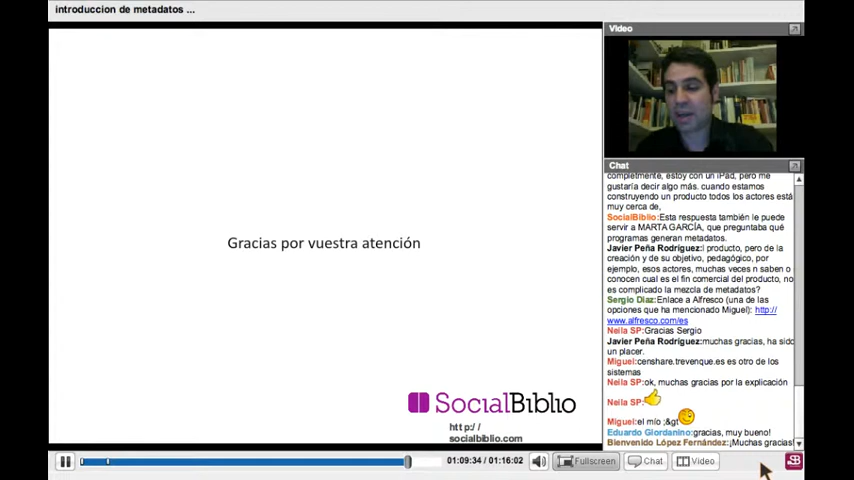 introduccion de metadatos ...
Gracias por vuestra atención
SocialBiblio
http:/ /
socialbiblio.com
Video
Chat
completmente, estoy con un iPad, pero me
gustaría decir algo más. cuando estamos
construyendo un producto todos los actores está
muy cerca de,
SocialBiblio:Esta respuesta también le puede
servir a MARTA GARCÍA, que preguntaba qué
programas generan metadatos.
Javier Peña Rodríguez:l producto, pero de la
creación y de su objetivo, pedagógico, por
ejemplo, esos actores, muchas veces n saben o
conocen cual es el fin comercial del producto, no
es complicado la mezcla de metadatos?
Sergio Diaz:Enlace a Alfresco (una de las
opciones que ha mencionado Miguel): http://
www.alfresco.com/es
Neila SP:Gracias Sergio
Javier Peña Rodríguez:muchas gracias, ha sido
un placer.
Miguel:censhare.trevenque.es es otro de los
sistemas
Neila SP:ok, muchas gracias por la explicación
Neila SP:
Miguel:el mío ;&gt
Eduardo Giordanino:gracias, muy bueno!
Bienvenido López Fernández:¡Muchas gracias!
01:09:34 / 01:16:02
Fullscreen
Chat
Video
SB